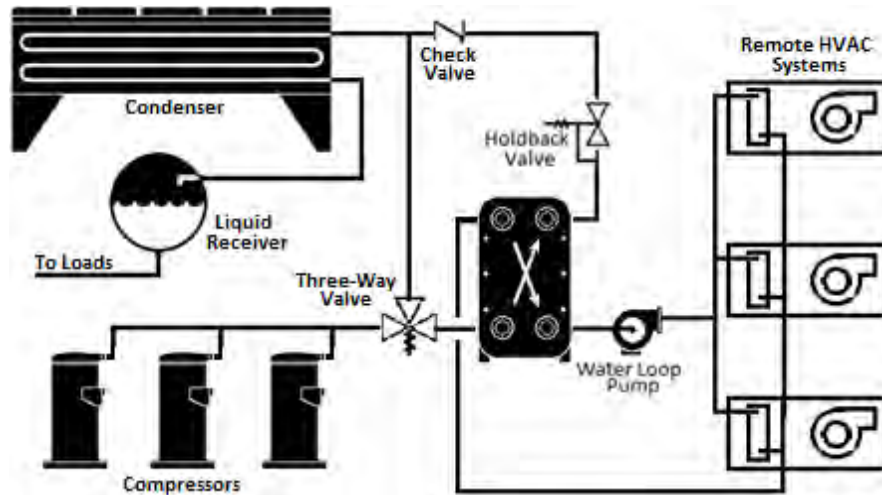 Check
Valve
Remote HVAC
Systems
Condenser
Holdback
Valve
Liquid
Receiver
To Loads
Three-Way
Valve
Water Loop
Pump
Compressors